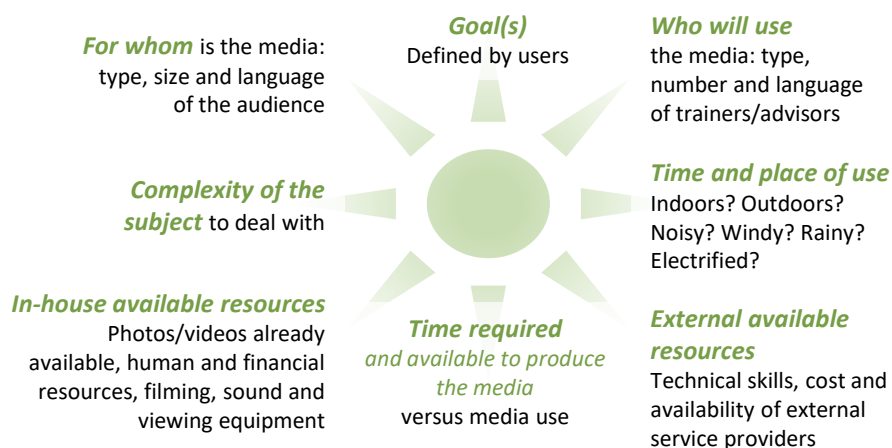 For whom is the media:
type, size and language
of the audience
Goal(s)
Defined by users
Who will use
the media: type,
number and language
of trainers/advisors
Complexity of the
subject to deal with
Time and place of use
Indoors? Outdoors?
Noisy? Windy? Rainy?
Electrified?
In-house available resources
Photos/videos already
available, human and financial
resources, filming, sound and
viewing equipment
Time required
and available to produce
the media
versus media use
External available
resources
Technical skills, cost and
availability of external
service providers